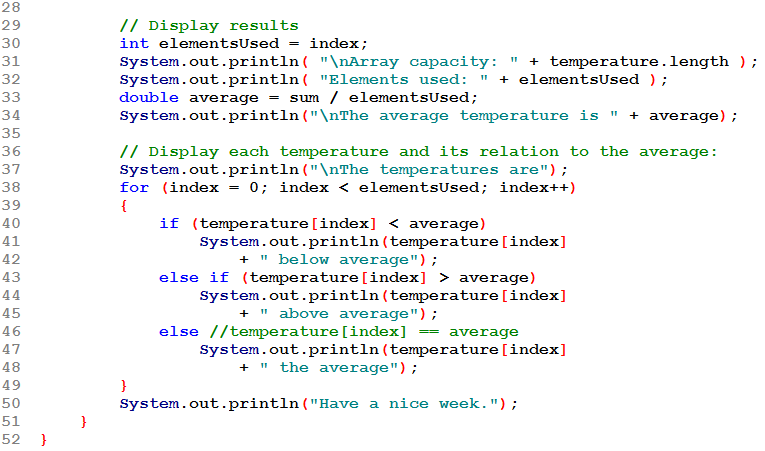 28
29 // Display results
30 int elementsUsed = index;
31 System.out.println( "\nArray capacity: " + temperature.length );
32 System.out.println( "Elements used: " + elementsUsed );
33 double average = sum / elementsUsed;
34 System.out.println("\nThe average temperature is " + average);
35
36 // Display each temperature and its relation to the average:
37 System.out.println("\nThe temperatures are");
38 for (index = 0; index < elementsUsed; index++)
39 {
40 if (temperature[index] < average)
41 System.out.println(temperature[index]
42 + " below average");
43 else if (temperature[index] > average)
44 System.out.println(temperature[index]
45 + " above average");
46 else //temperature[index] == average
47 System.out.println(temperature[index]
48 + " the average");
49 }
50 System.out.println("Have a nice week.");
51 }
52 }